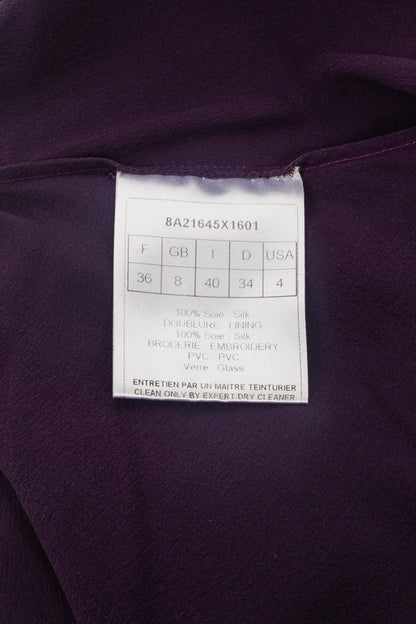 8A21645X1601
F GB I D USA
36 8 40 34 4
100% Soie - Silk
DOUBLURE - LINING
100% Soie - Silk
BRODERIE - EMBROIDERY
PVC - PVC
Verre - Glass
ENTRETIEN PAR UN MAITRE TEINTURIER
CLEAN ONLY BY EXPERT DRY CLEANER